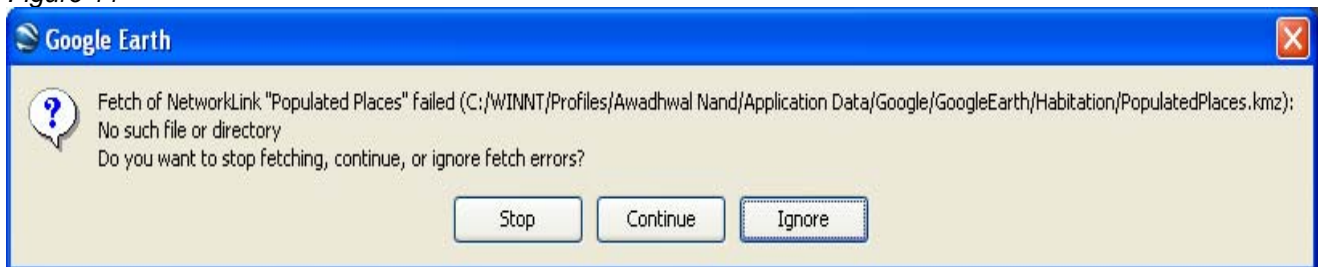 Google Earth
Fetch of NetworkLink "Populated Places" failed (C:/WINNT/Profiles/Awadhwal Nand/Application Data/Google/GoogleEarth/Habitation/PopulatedPlaces.kmz):
No such file or directory
Do you want to stop fetching, continue, or ignore fetch errors?
Stop Continue Ignore